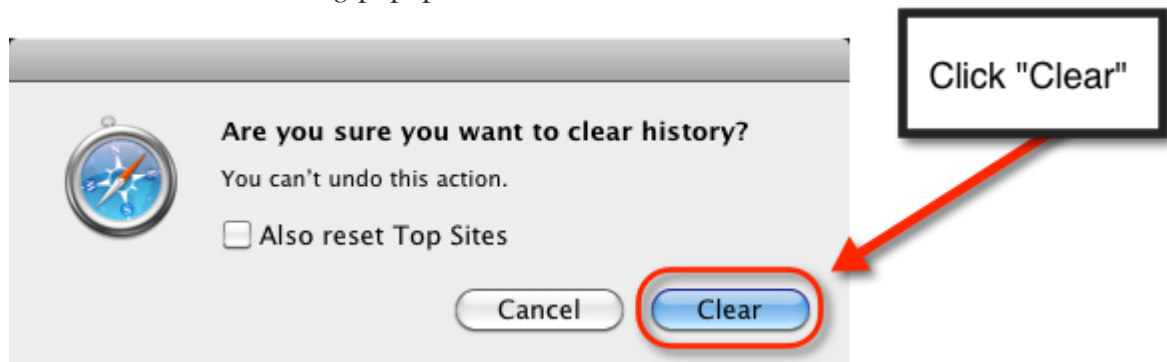 Click "Clear"
Are you sure you want to clear history?
You can't undo this action.
Also reset Top Sites
Cancel
Clear